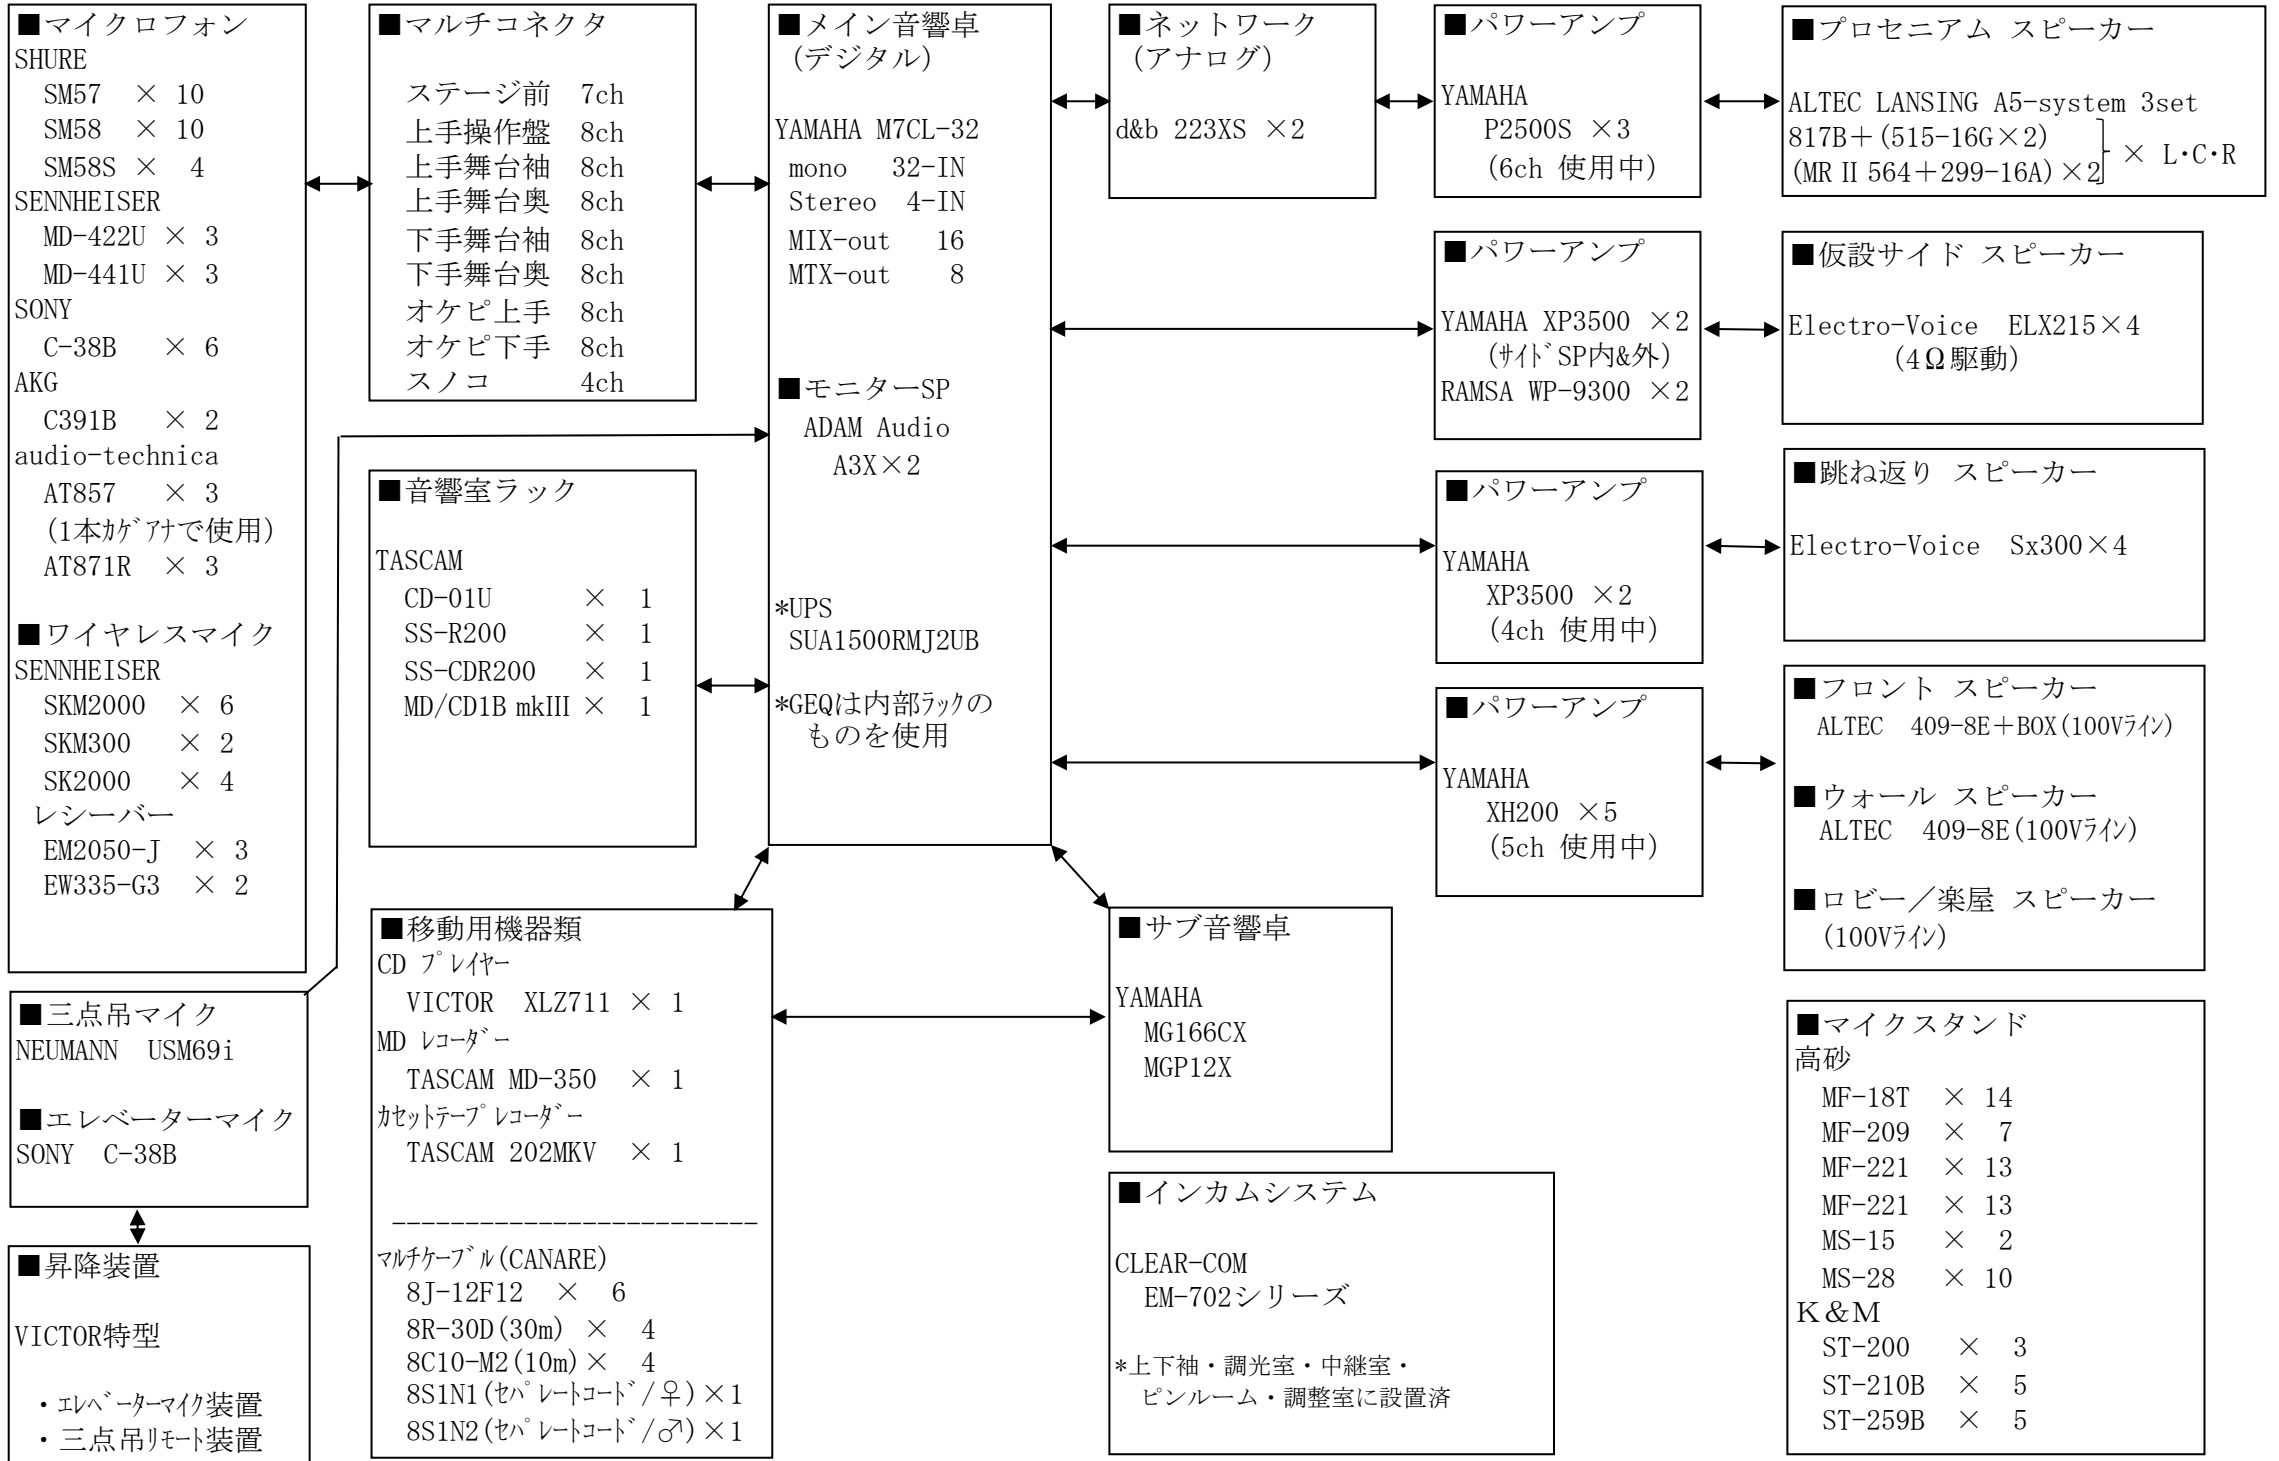 ■マイクロフォン
SHURE
SM57 × 10
SM58 × 10
SM58S × 4
SENNHEISER
MD-422U × 3
MD-441U × 3
SONY
C-38B × 6
AKG
C391B × 2
audio-technica
AT857 × 3
(1本ｶｹﾞｱﾅで使用)
AT871R × 3
■ワイヤレスマイク
SENNHEISER
SKM2000 × 6
SKM300 × 2
SK2000 × 4
レシーバー
EM2050-J × 3
EW335-G3 × 2
■三点吊マイク
NEUMANN USM69i
■エレベーターマイク
SONY C-38B
■昇降装置
VICTOR特型
・ｴﾚﾍﾞｰﾀｰﾏｲｸ装置
・三点吊ﾘﾓｰﾄ装置
■マルチコネクタ
ステージ前 7ch
上手操作盤 8ch
上手舞台袖 8ch
上手舞台奥 8ch
下手舞台袖 8ch
下手舞台奥 8ch
オケピ上手 8ch
オケピ下手 8ch
スノコ 4ch
■音響室ラック
TASCAM
CD-01U × 1
SS-R200 × 1
SS-CDR200 × 1
MD/CD1B mkIII × 1
■移動用機器類
CD ﾌﾟﾚｲﾔｰ
VICTOR XLZ711 × 1
MD ﾚｺｰﾀﾞｰ
TASCAM MD-350 × 1
ｶｾｯﾄﾃｰﾌﾟﾚｺｰﾀﾞｰ
TASCAM 202MKV × 1
-------------------------
ﾏﾙﾁｹｰﾌﾞﾙ(CANARE)
8J-12F12 × 6
8R-30D(30m) × 4
8C10-M2(10m)× 4
8S1N1(ｾﾊﾟﾚｰﾄｺｰﾄﾞ/♀)×1
8S1N2(ｾﾊﾟﾚｰﾄｺｰﾄﾞ/♂)×1
■メイン音響卓
(デジタル)
YAMAHA M7CL-32
mono 32-IN
Stereo 4-IN
MIX-out 16
MTX-out 8
■モニターSP
ADAM Audio
A3X×2
*UPS
SUA1500RMJ2UB
*GEQは内部ﾗｯｸの
ものを使用
■ネットワーク
(アナログ)
d&b 223XS ×2
■サブ音響卓
YAMAHA
MG166CX
MGP12X
■インカムシステム
CLEAR-COM
EM-702シリーズ
*上下袖・調光室・中継室・
ピンルーム・調整室に設置済
■パワーアンプ
YAMAHA
P2500S ×3
(6ch 使用中)
■パワーアンプ
YAMAHA XP3500 ×2
(ｻｲﾄﾞSP内&外)
RAMSA WP-9300 ×2
■パワーアンプ
YAMAHA
XP3500 ×2
(4ch 使用中)
■パワーアンプ
YAMAHA
XH200 ×5
(5ch 使用中)
■プロセニアム スピーカー
ALTEC LANSING A5-system 3set
817B＋(515-16G×2)
(MRⅡ564＋299-16A)×2 × L・C・R
■仮設サイド スピーカー
Electro-Voice ELX215×4
(4Ω駆動)
■跳ね返り スピーカー
Electro-Voice Sx300×4
■フロント スピーカー
ALTEC 409-8E＋BOX(100Vﾗｲﾝ)
■ウォール スピーカー
ALTEC 409-8E(100Vﾗｲﾝ)
■ロビー／楽屋 スピーカー
(100Vﾗｲﾝ)
■マイクスタンド
高砂
MF-18T × 14
MF-209 × 7
MF-221 × 13
MF-221 × 13
MS-15 × 2
MS-28 × 10
K＆M
ST-200 × 3
ST-210B × 5
ST-259B × 5